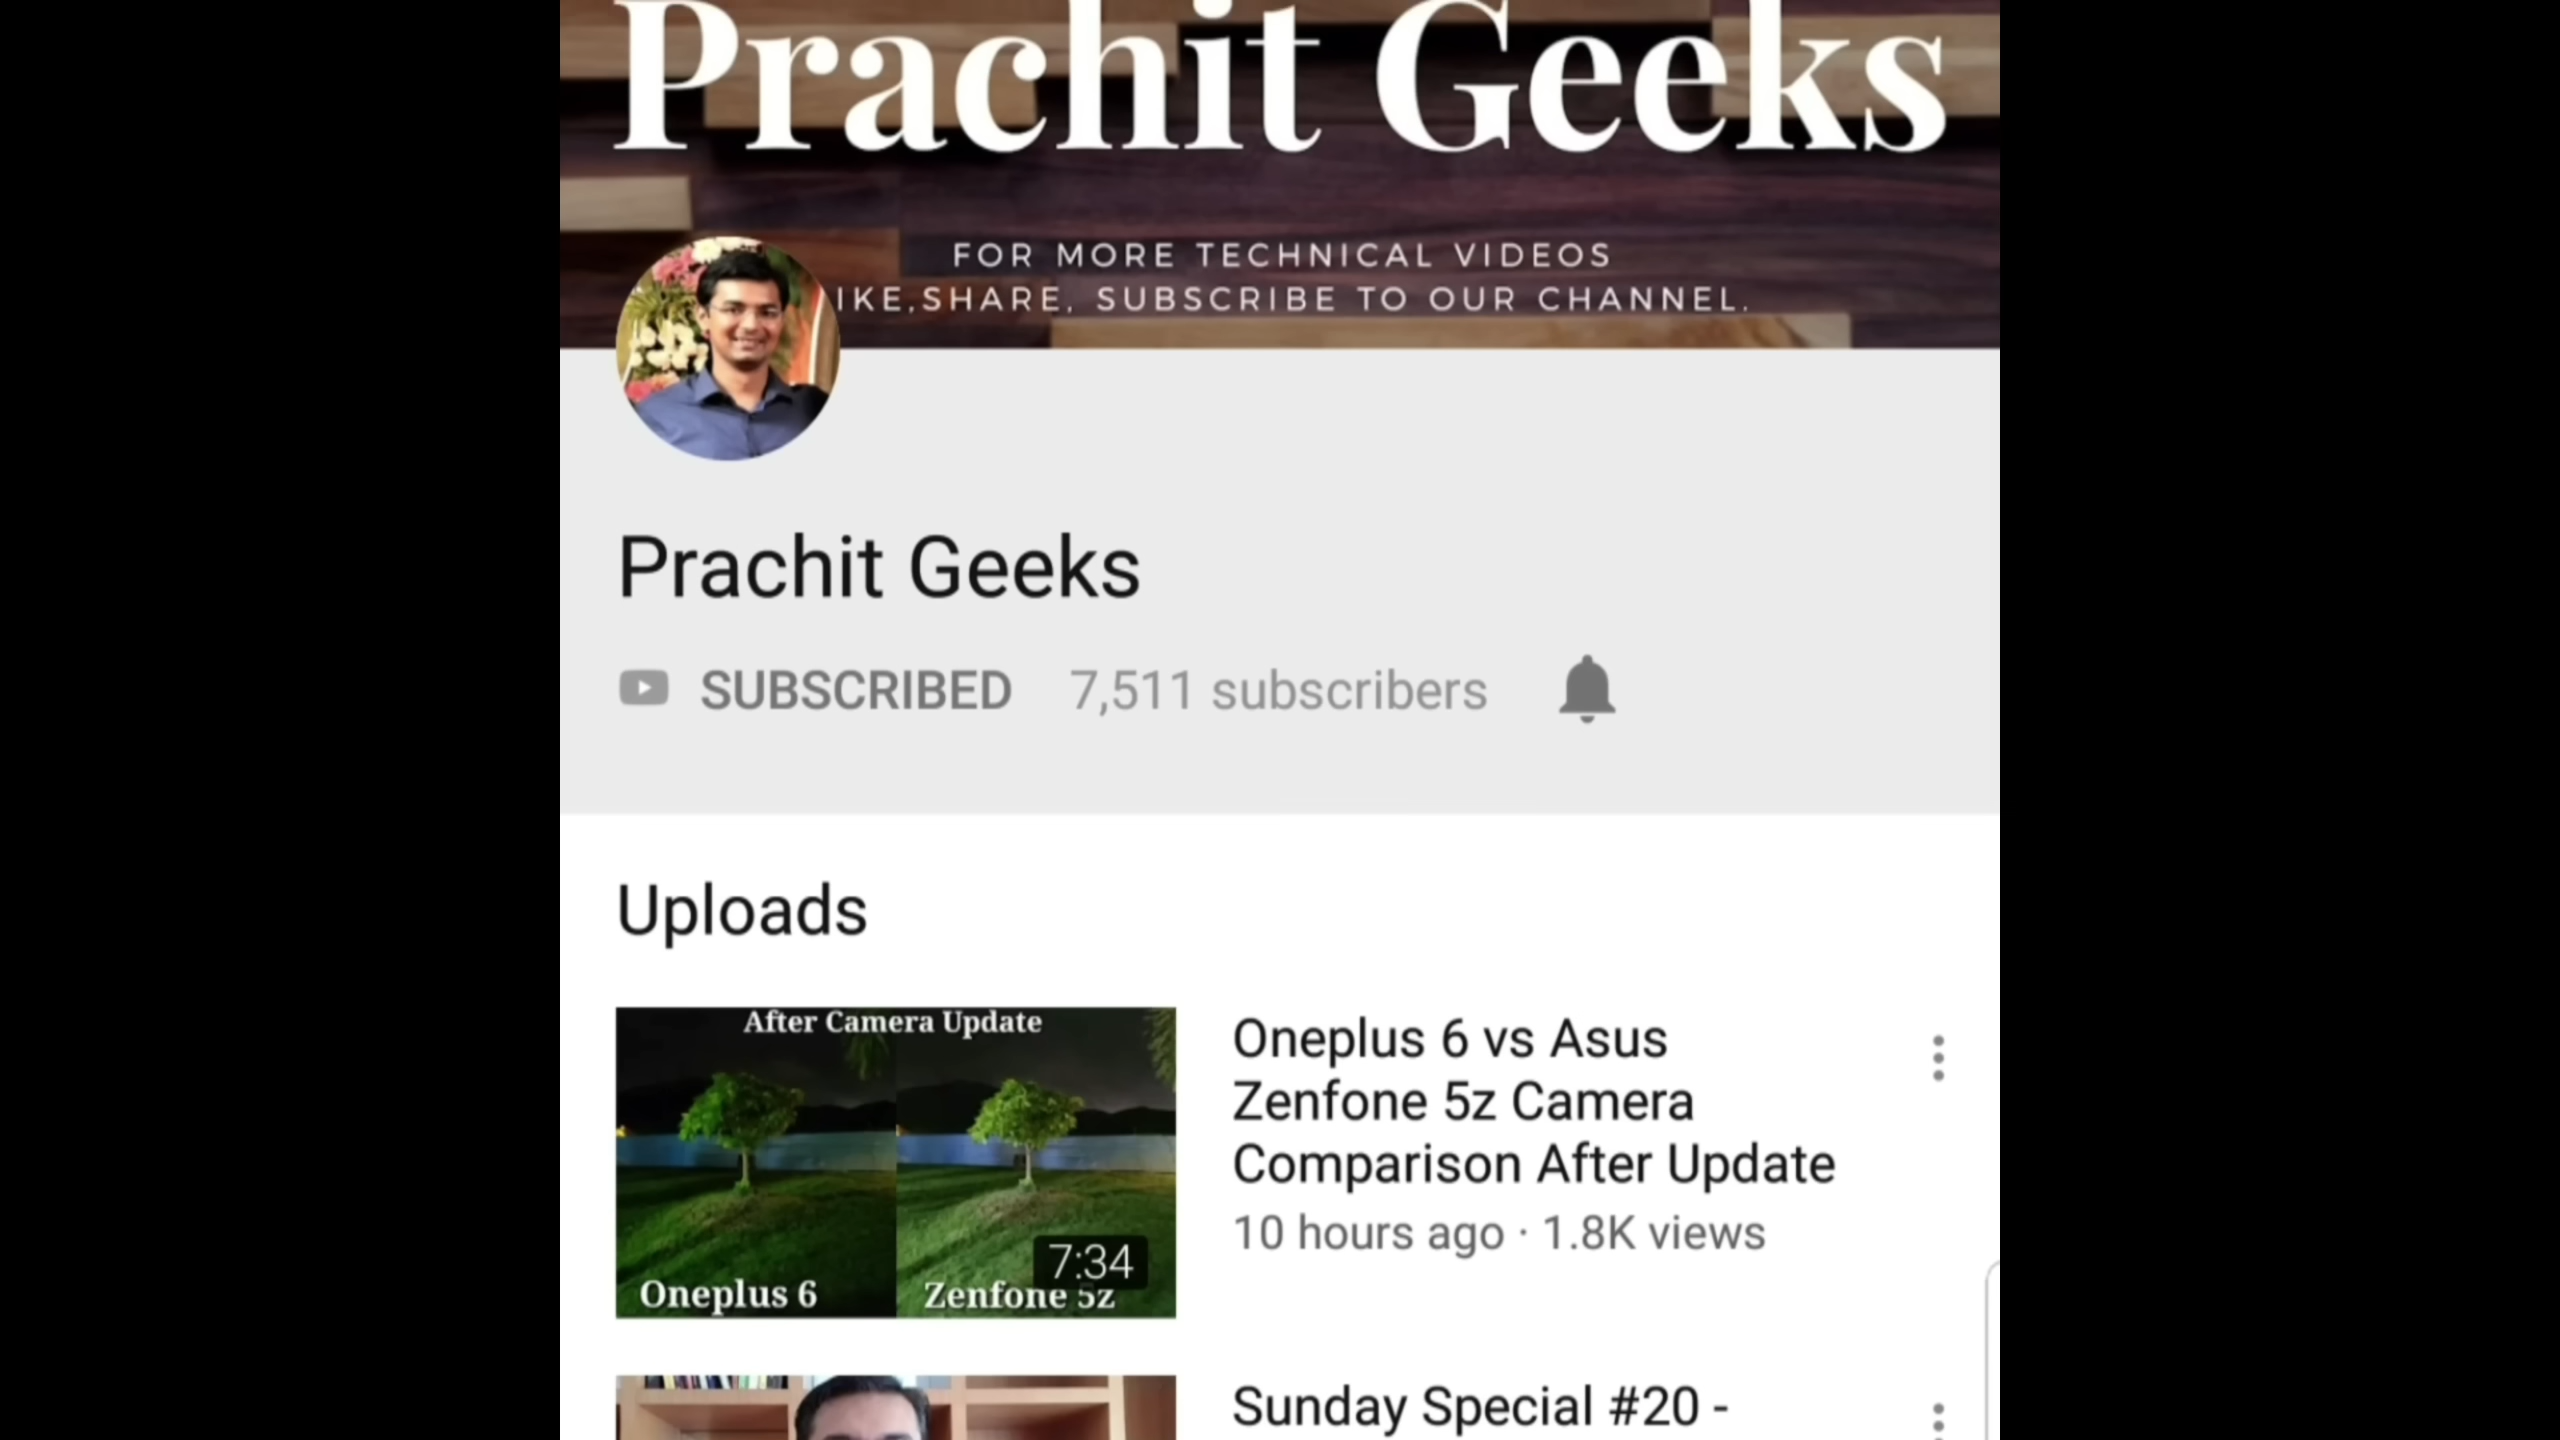 Prachit Geeks
FOR MORE TECHNICAL VIDEOS
IKE,SHARE, SUBSCRIBE TO OUR CHANNEL.
Prachit Geeks
SUBSCRIBED 7,511 subscribers
Uploads
After Camera Update
Oneplus 6 Zenfone 5z
7:34
Oneplus 6 vs Asus
Zenfone 5z Camera
Comparison After Update
10 hours ago · 1.8K views
Sunday Special #20 -